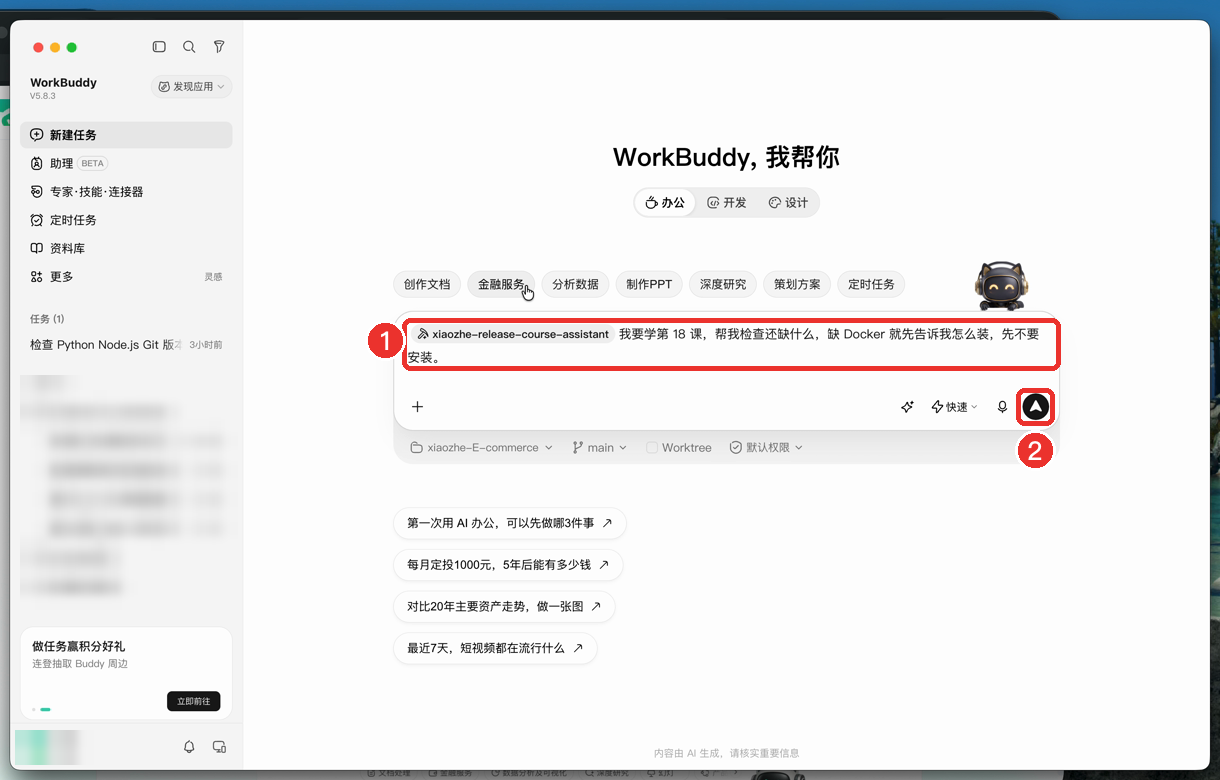 WorkBuddy
V5.8.3
发现应用
新建任务
助理 BETA
专家·技能·连接器
定时任务
资料库
更多
灵感
任务 (1)
检查 Python Node.js Git 版
3小时前
做任务赢积分好礼
连登抽取 Buddy 周边
立即前往
WorkBuddy, 我帮你
办公
开发
设计
创作文档
金融服务
分析数据
制作PPT
深度研究
策划方案
定时任务
1
xiaozhe-release-course-assistant 我要学第 18 课，帮我检查还缺什么，缺 Docker 就先告诉我怎么装，先不要
安装。
快速
2
xiaozhe-E-commerce
main
Worktree
默认权限
第一次用 AI 办公，可以先做哪3件事
每月定投1000元，5年后能有多少钱
对比20年主要资产走势，做一张图
最近7天，短视频都在流行什么
内容由 AI 生成，请核实重要信息